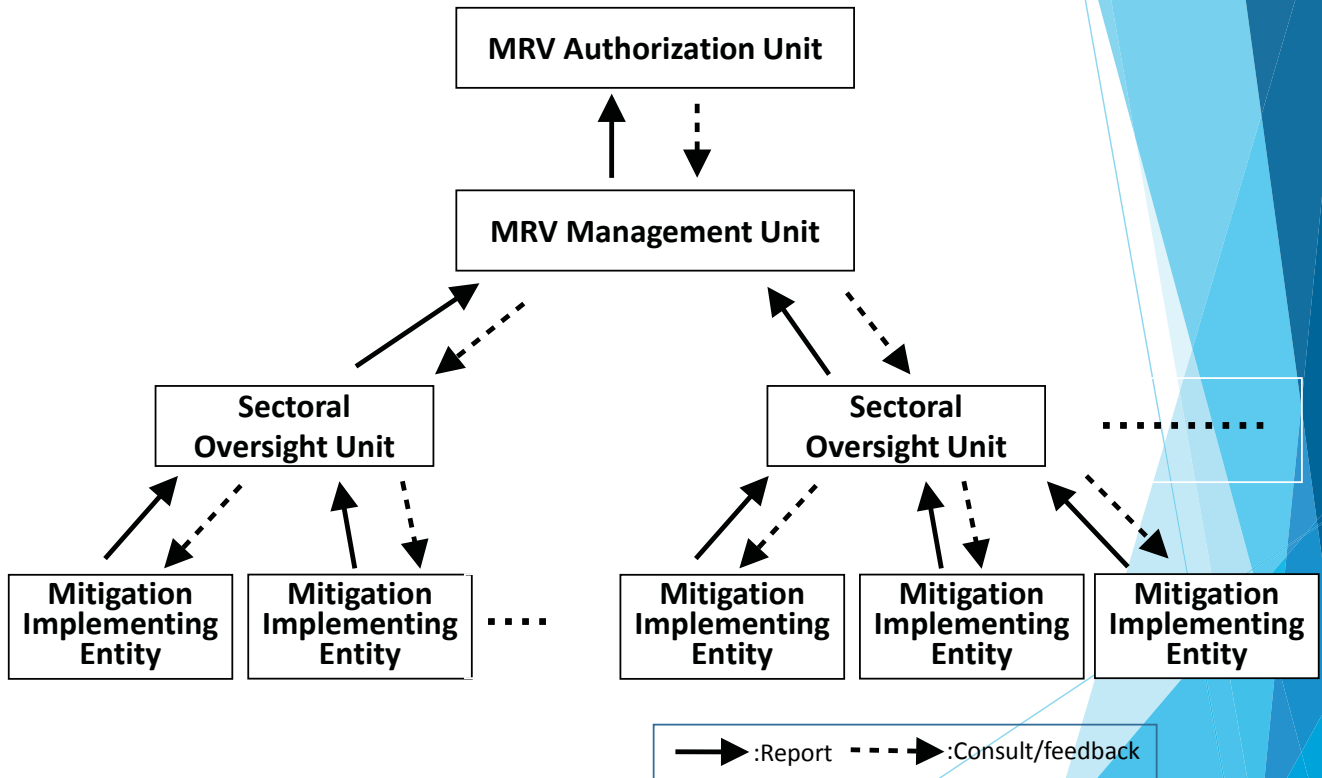 MRV Authorization Unit
MRV Management Unit
Sectoral
Oversight Unit
Sectoral
Oversight Unit
Mitigation
Implementing
Entity
Mitigation
Implementing
Entity
Mitigation
Implementing
Entity
Mitigation
Implementing
Entity
Mitigation
Implementing
Entity
:Report :Consult/feedback